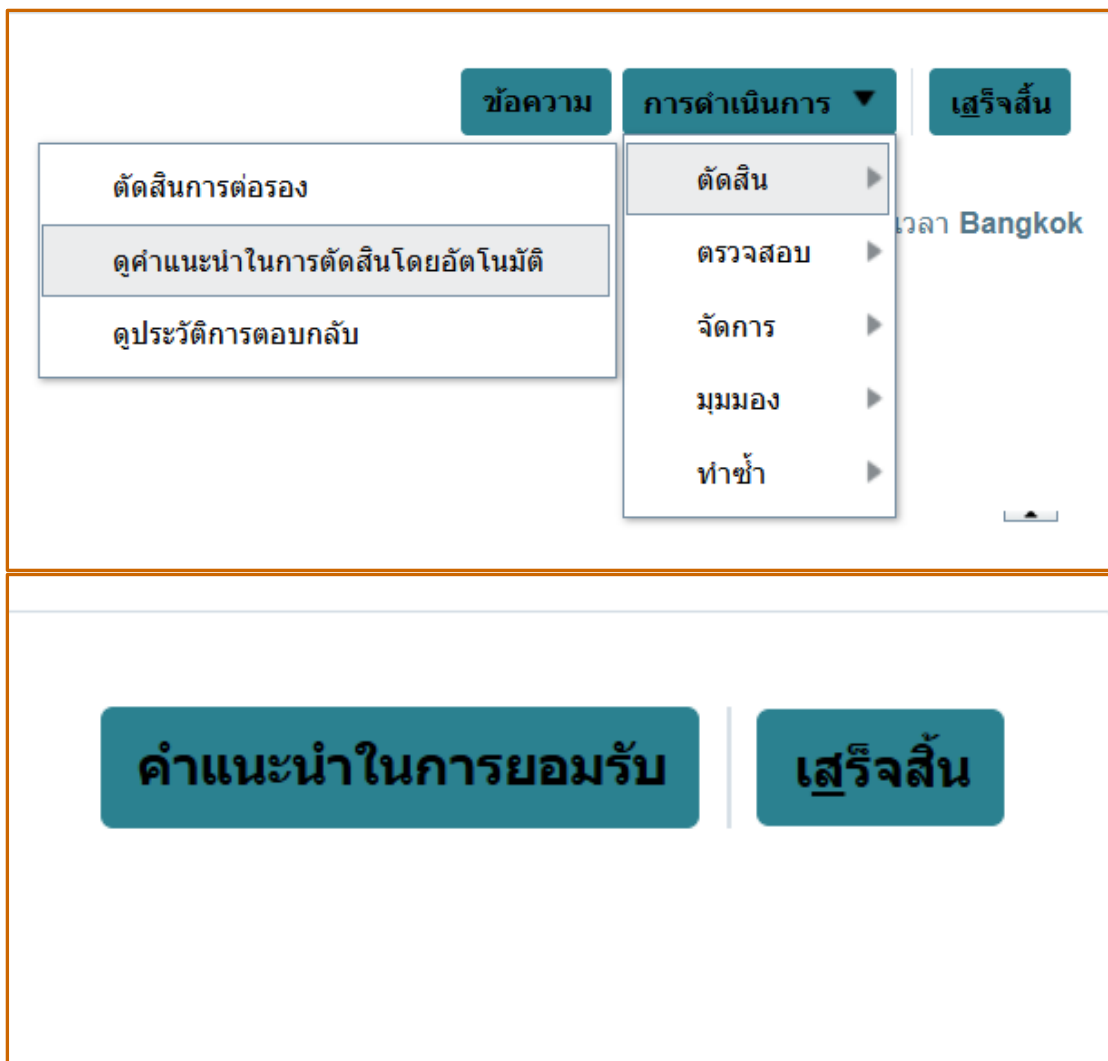 ข้อความ การดำเนินการ เสร็จสิ้น
ตัดสินการต่อรอง
ดูคำแนะนำในการตัดสินโดยอัตโนมัติ
ดูประวัติการตอบกลับ
ตัดสิน
ตรวจสอบ
จัดการ
มุมมอง
ทำซ้ำ
เวลา Bangkok
คำแนะนำในการยอมรับ เสร็จสิ้น